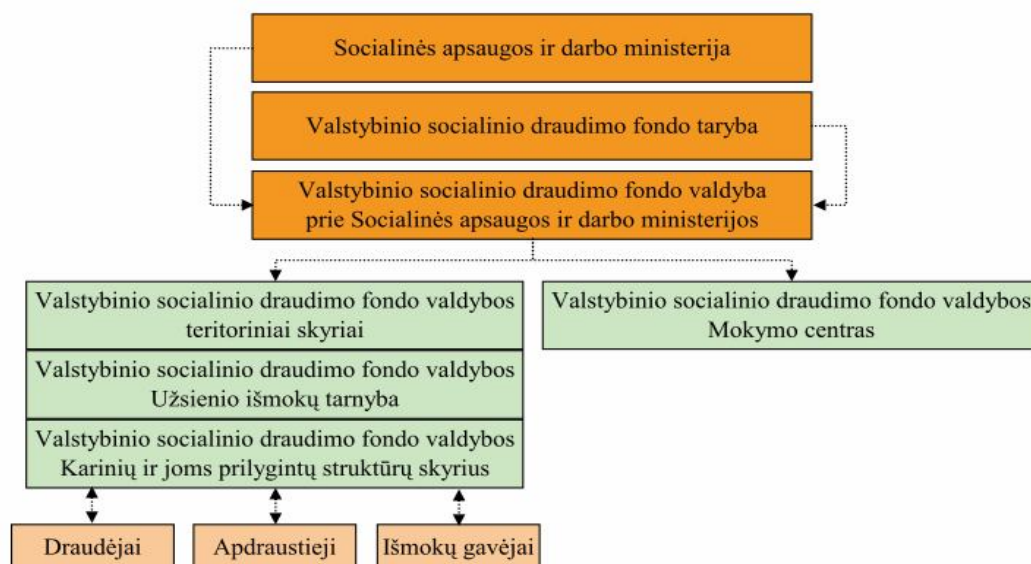 Socialinės apsaugos ir darbo ministerija
Valstybinio socialinio draudimo fondo taryba
Valstybinio socialinio draudimo fondo valdyba
prie Socialinės apsaugos ir darbo ministerijos
Valstybinio socialinio draudimo fondo valdybos
teritoriniai skyriai
Valstybinio socialinio draudimo fondo valdybos
Mokymo centras
Valstybinio socialinio draudimo fondo valdybos
Užsienio išmokų tarnyba
Valstybinio socialinio draudimo fondo valdybos
Karinių ir joms prilygintų struktūrų skyrius
Draudėjai
Apdraustieji
Išmokų gavėjai